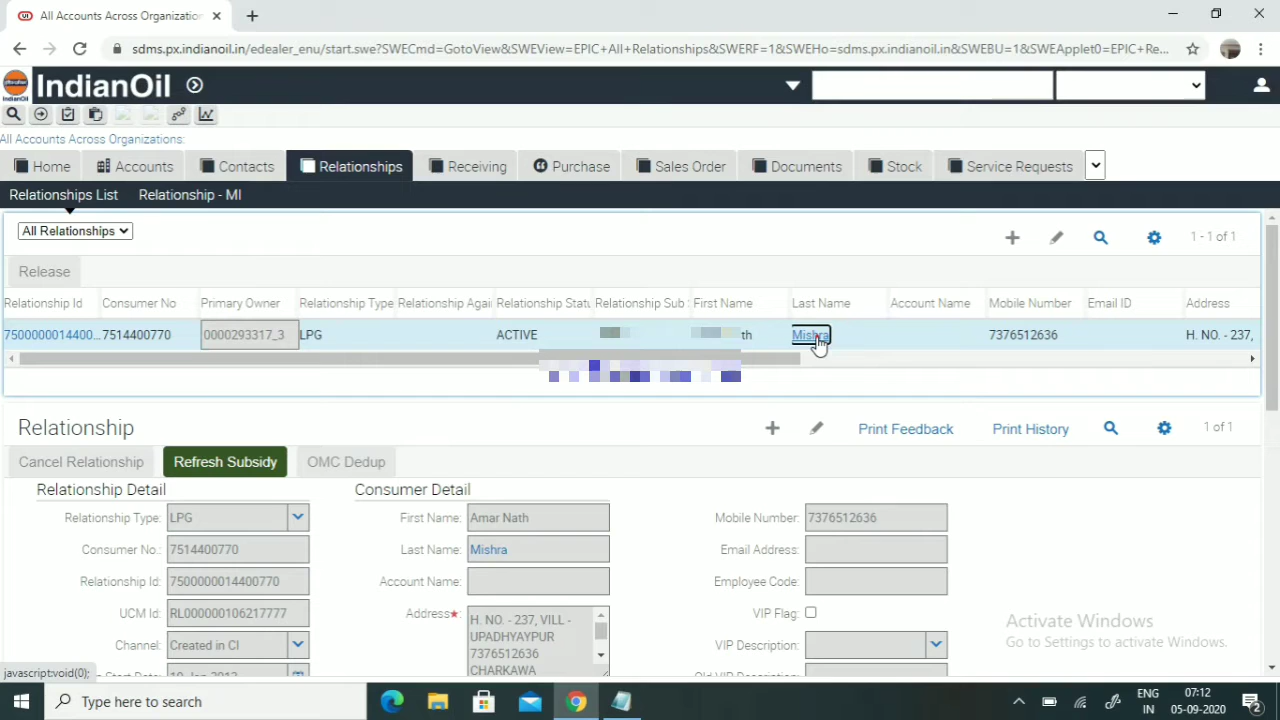 All Accounts Across Organization
sdms.px.indianoil.in/edealer_enu/start.swe?SWECmd=GotoView&SWEView=EPIC+All+Relationships&SWERF=1&SWEHo=sdms.px.indianoil.in&SWEBU=1&SWEApplet0=EPIC+Re...
IndianOil
All Accounts Across Organizations:
Home Accounts Contacts Relationships Receiving Purchase Sales Order Documents Stock Service Requests
Relationships List Relationship - MI
All Relationships 1 - 1 of 1
Release
Relationship Id Consumer No Primary Owner Relationship Type Relationship Agai Relationship Statu Relationship Sub First Name Last Name Account Name Mobile Number Email ID Address
7500000014400... 7514400770 0000293317_3 LPG ACTIVE th Mishra 7376512636 H. NO. - 237,
Relationship Print Feedback Print History 1 of 1
Cancel Relationship Refresh Subsidy OMC Dedup
Relationship Detail Consumer Detail
Relationship Type: LPG First Name: Amar Nath Mobile Number: 7376512636
Consumer No.: 7514400770 Last Name: Mishra Email Address:
Relationship Id: 7500000014400770 Account Name: Employee Code:
UCM Id: RL000000106217777 Address★: H. NO. - 237, VILL - VIP Flag:
UPADHYAYPUR
Channel: Created in CI 7376512636 VIP Description:
CHARKAWA
Activate Windows
Go to Settings to activate Windows.
javascript:void(0);
Start Date:
Type here to search
ENG 07:12
IN 05-09-2020 2